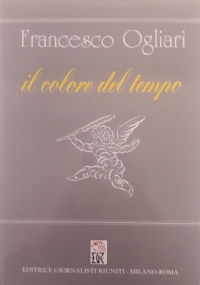 Francesco Ogliari
il colore del tempo
EDITRICE GIORNALISTI RIUNITI - MILANO-ROMA